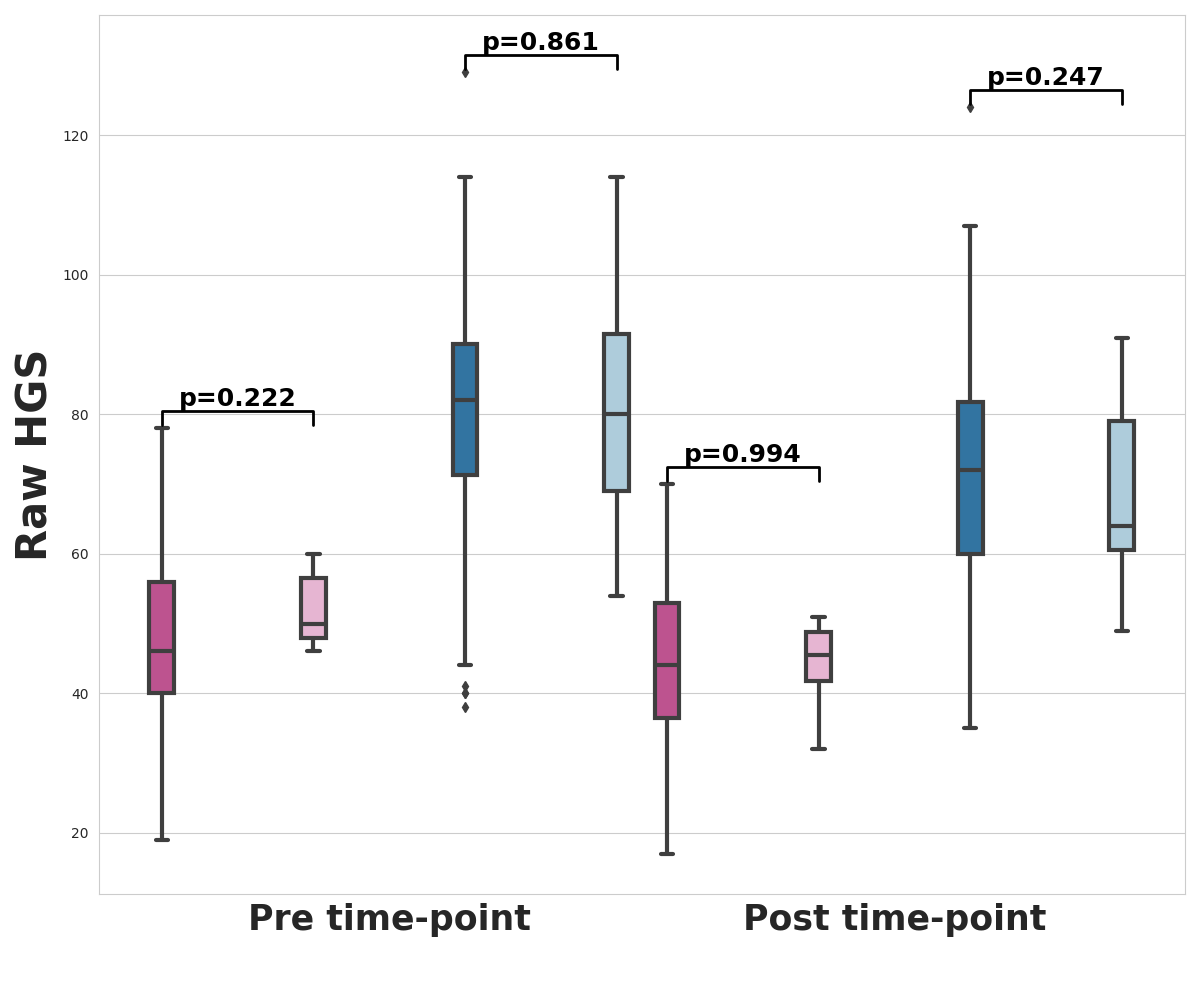 p=0.861
p=0.247
120
100
p=0.222
80
p=0.994
60
40
20
Raw HGS
Pre time-point
Post time-point